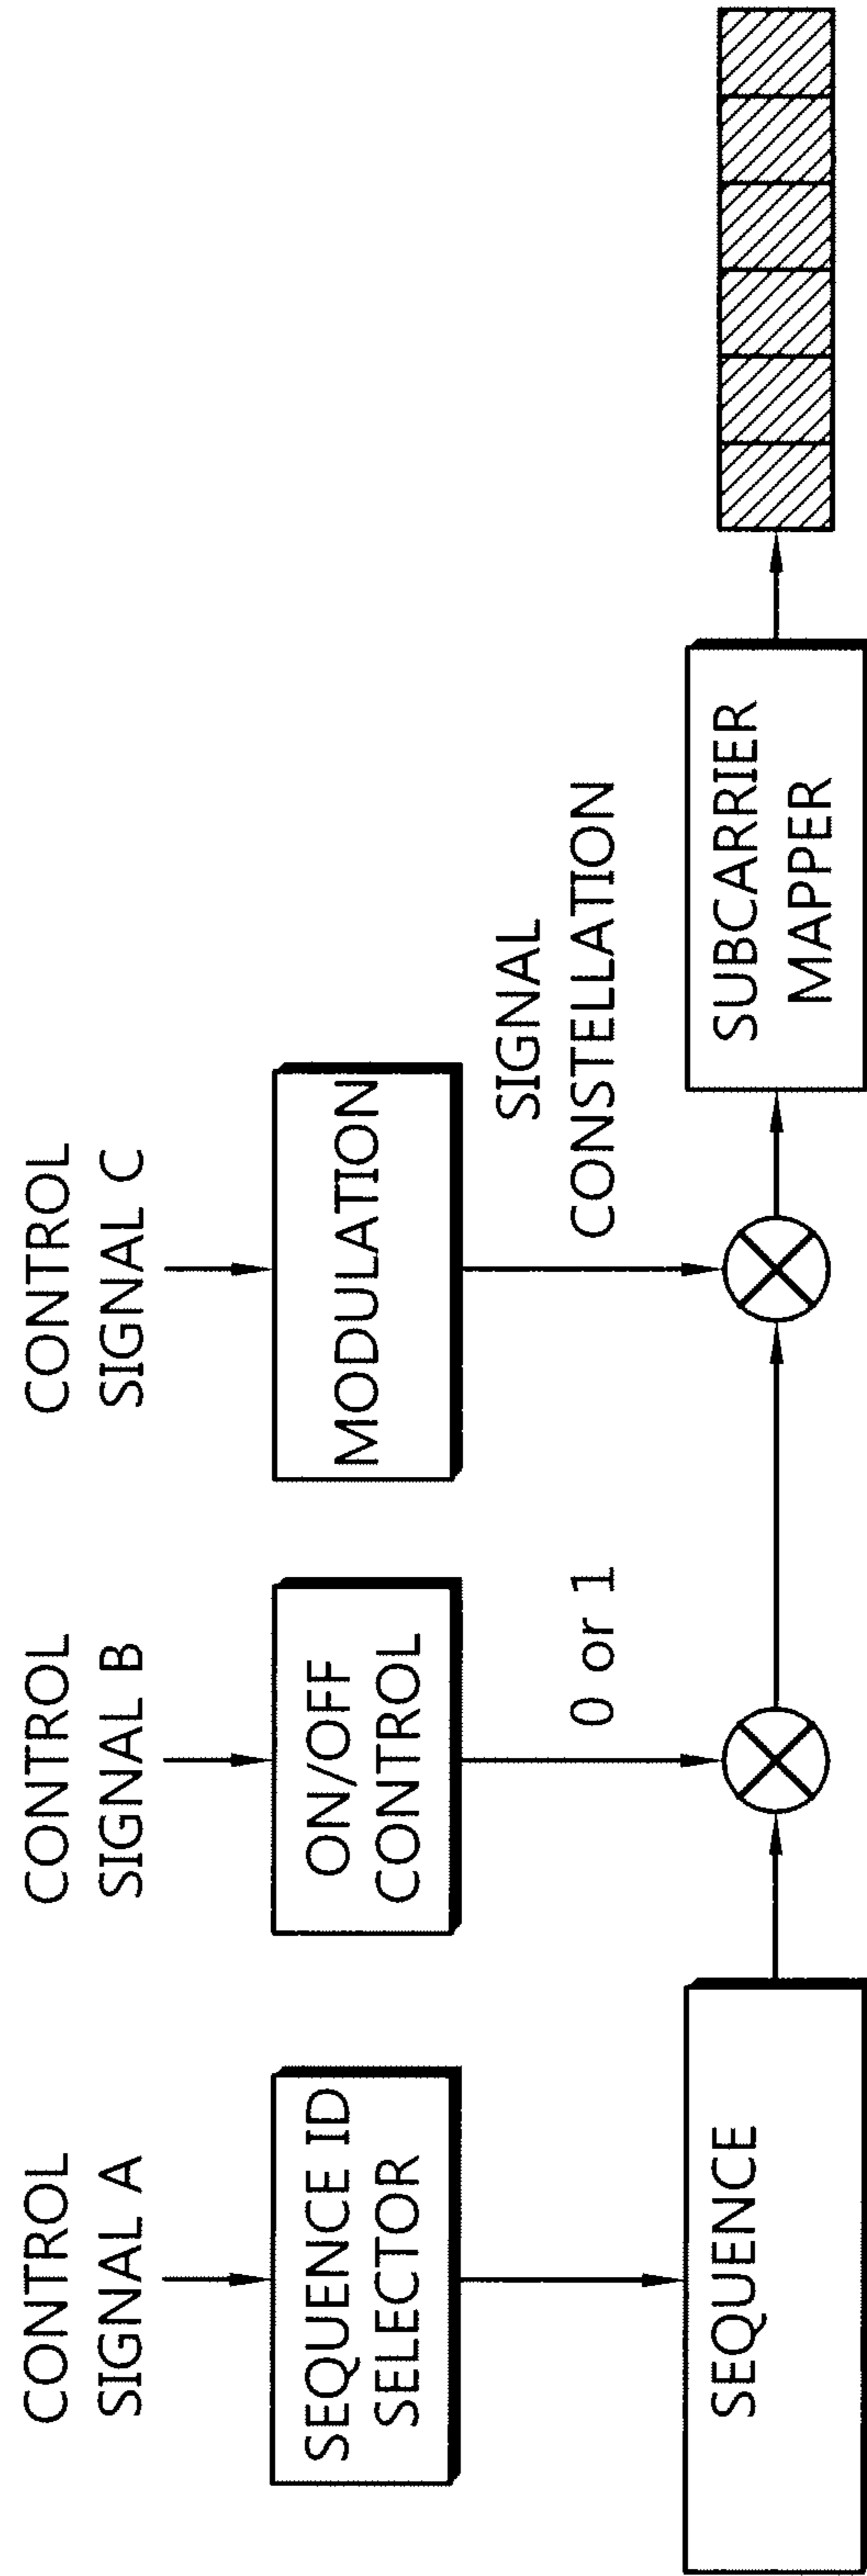 CONTROL
SIGNAL A
CONTROL
SIGNAL B
CONTROL
SIGNAL C
SEQUENCE ID
SELECTOR
ON/OFF
CONTROL
MODULATION
0 or 1
SIGNAL
CONSTELLATION
SEQUENCE
SUBCARRIER
MAPPER